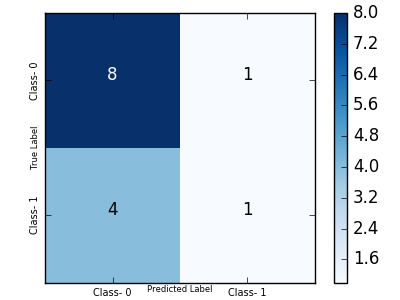 Class- 0
8
1
True Label
Class- 1
4
1
Class- 0
Predicted Label
Class- 1
8.0
7.2
6.4
5.6
4.8
4.0
3.2
2.4
1.6